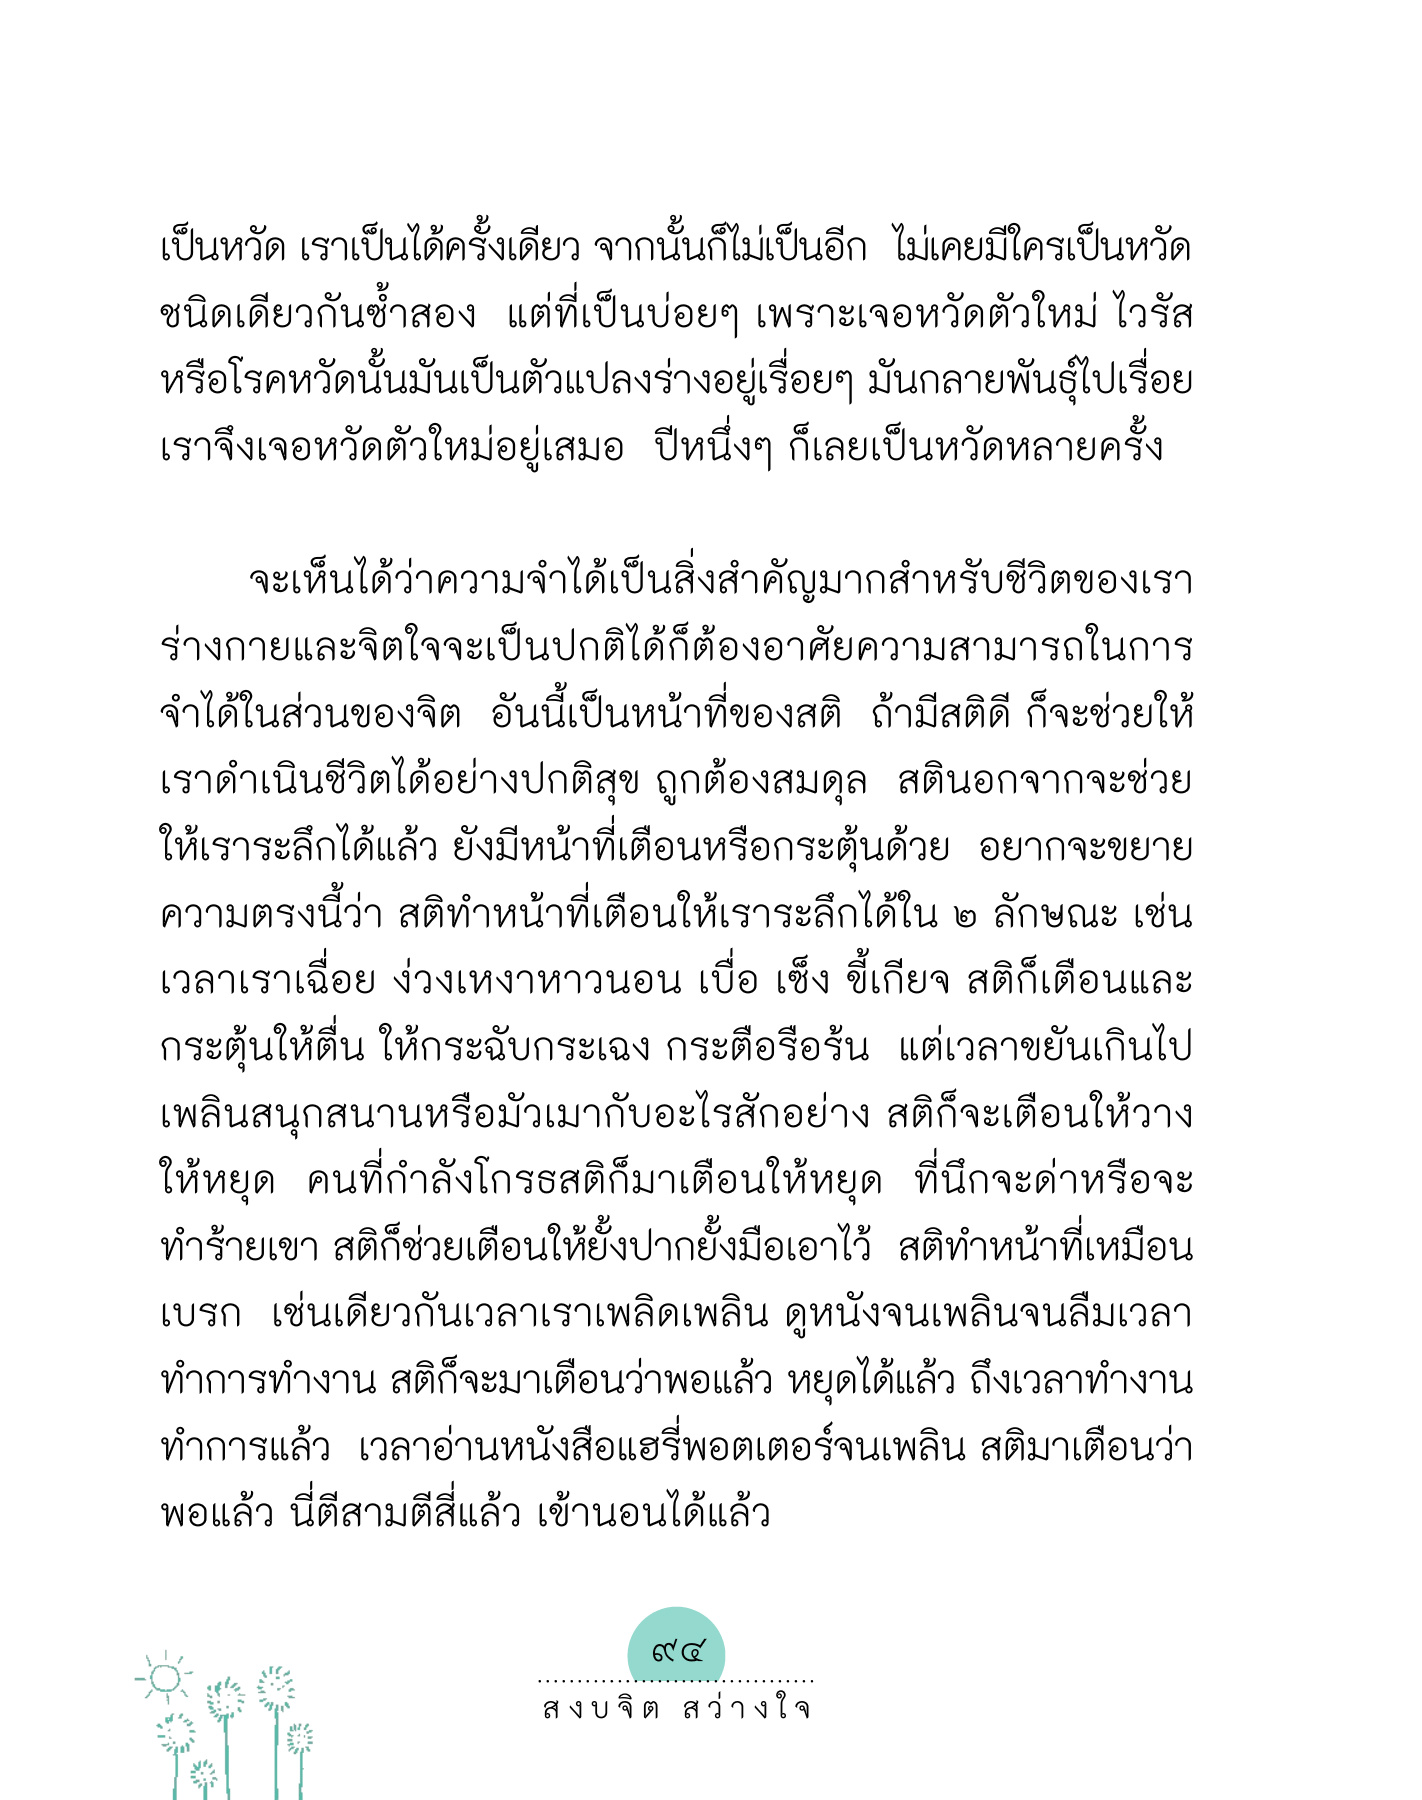 เป็นหวัด เราเป็นได้ครั้งเดียว จากนั้นก็ไม่เป็นอีก  ไม่เคยมีใครเป็นหวัด
ชนิดเดียวกันซ้ำสอง  แต่ที่เป็นบ่อยๆ เพราะเจอหวัดตัวใหม่ ไวรัส
หรือโรคหวัดนั้นมันเป็นตัวแปลงร่างอยู่เรื่อยๆ มันกลายพันธุ์ไปเรื่อย
เราจึงเจอหวัดตัวใหม่อยู่เสมอ  ปีหนึ่งๆ ก็เลยเป็นหวัดหลายครั้ง
จะเห็นได้ว่าความจำได้เป็นสิ่งสำคัญมากสำหรับชีวิตของเรา
ร่างกายและจิตใจจะเป็นปกติได้ก็ต้องอาศัยความสามารถในการ
จำได้ในส่วนของจิต  อันนี้เป็นหน้าที่ของสติ  ถ้ามีสติดี ก็จะช่วยให้
เราดำเนินชีวิตได้อย่างปกติสุข ถูกต้องสมดุล  สตินอกจากจะช่วย
ให้เราระลึกได้แล้ว ยังมีหน้าที่เตือนหรือกระตุ้นด้วย  อยากจะขยาย
ความตรงนี้ว่า สติทำหน้าที่เตือนให้เราระลึกได้ใน ๒ ลักษณะ เช่น
เวลาเราเฉื่อย ง่วงเหงาหาวนอน เบื่อ เซ็ง ขี้เกียจ สติก็เตือนและ
กระตุ้นให้ตื่น ให้กระฉับกระเฉง กระตือรือร้น  แต่เวลาขยันเกินไป
เพลินสนุกสนานหรือมัวเมากับอะไรสักอย่าง สติก็จะเตือนให้วาง
ให้หยุด  คนที่กำลังโกรธสติก็มาเตือนให้หยุด  ที่นึกจะด่าหรือจะ
ทำร้ายเขา สติก็ช่วยเตือนให้ยั้งปากยั้งมือเอาไว้  สติทำหน้าที่เหมือน
เบรก  เช่นเดียวกันเวลาเราเพลิดเพลิน ดูหนังจนเพลินจนลืมเวลา
ทำการทำงาน สติก็จะมาเตือนว่าพอแล้ว หยุดได้แล้ว ถึงเวลาทำงาน
ทำการแล้ว  เวลาอ่านหนังสือแฮรี่พอตเตอร์จนเพลิน สติมาเตือนว่า
พอแล้ว นี่ตีสามตีสี่แล้ว เข้านอนได้แล้ว
๙๔
สงบจิต สว่างใจ